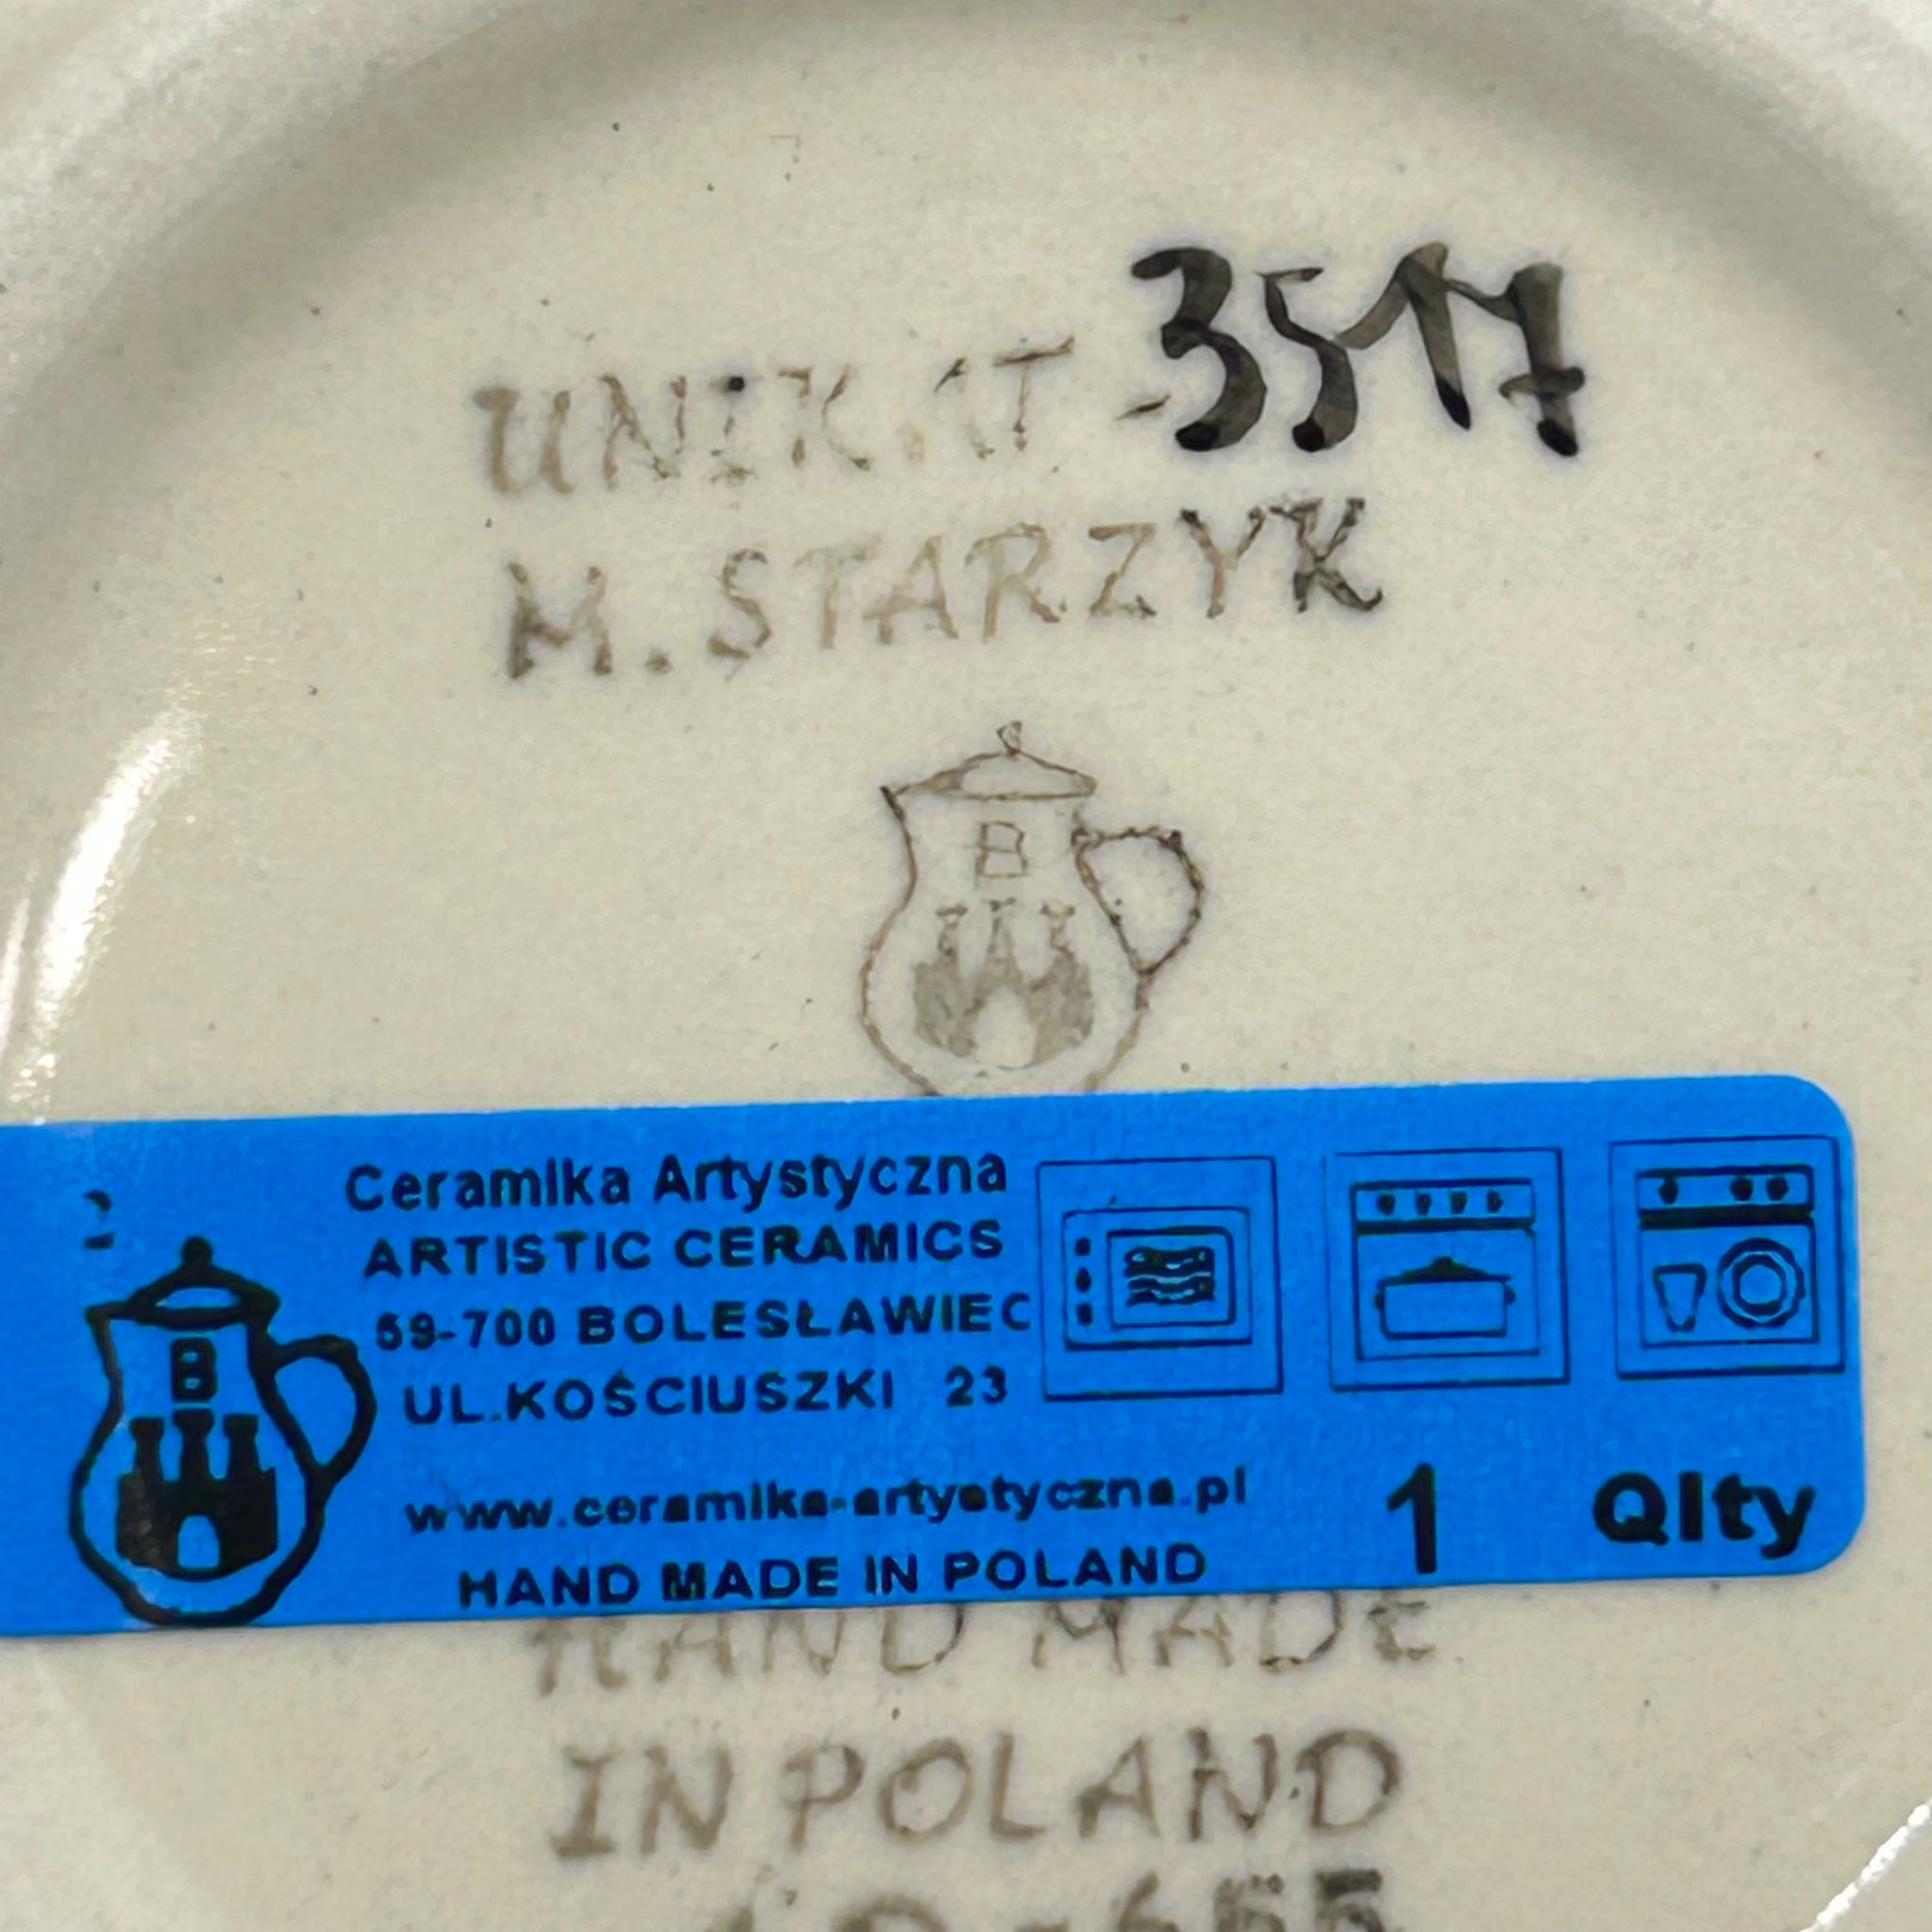 UNIKAT - 3517
M. STARZYK
B
2
Ceramika Artystyczna
ARTISTIC CERAMICS
59-700 BOLESŁAWIEC
UL.KOŚCIUSZKI 23
B
www.ceramika-artystyczna.pl
1 Qlty
HAND MADE IN POLAND
HAND MADE
IN POLAND